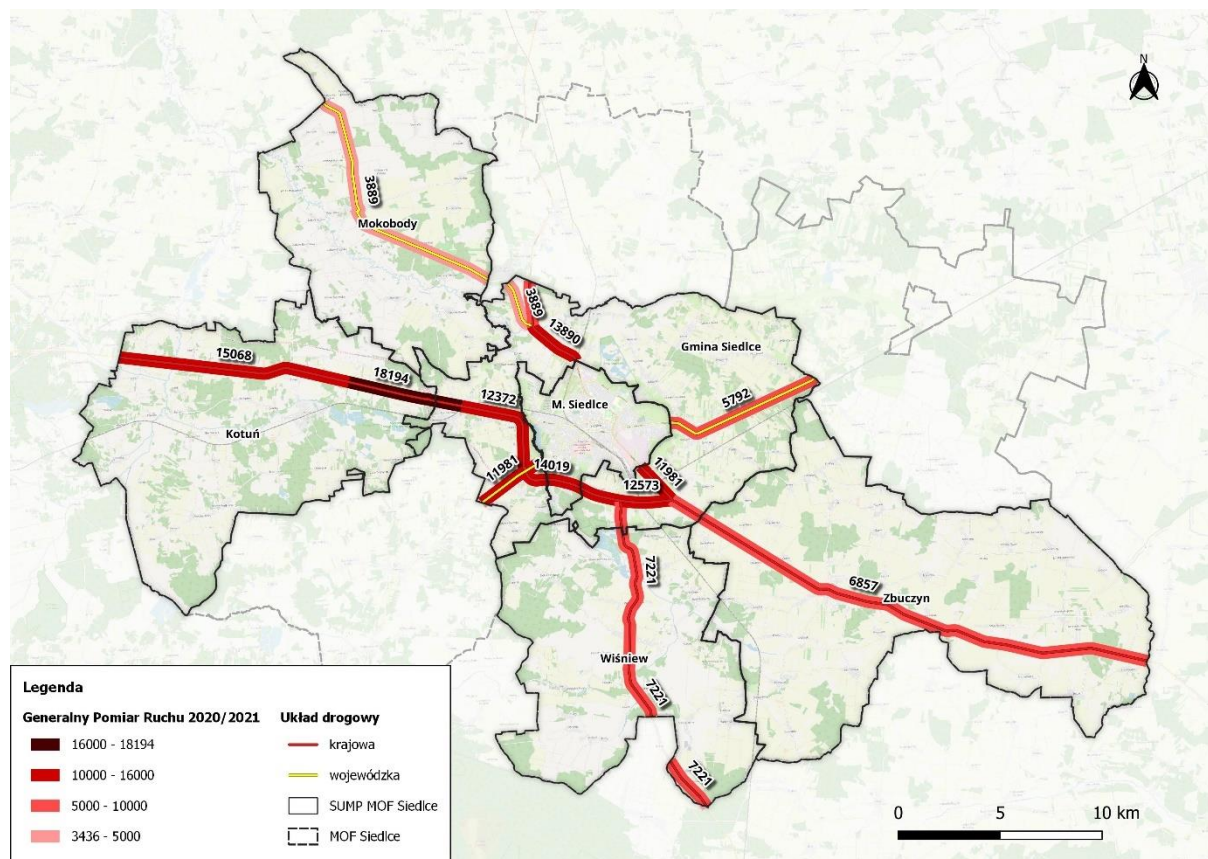 N
3889
Mokobody
3889
13890
Gmina Siedlce
15068
18194
12372
M. Siedlce
5792
Kotuń
11981
14019
12573
11981
7221
6857
Zbuczyn
Wiśniew
7221
7221
Legenda
Generalny Pomiar Ruchu 2020/2021
16000 - 18194
10000 - 16000
5000 - 10000
3436 - 5000
Układ drogowy
krajowa
wojewódzka
SUMP MOF Siedlce
MOF Siedlce
0 5 10 km